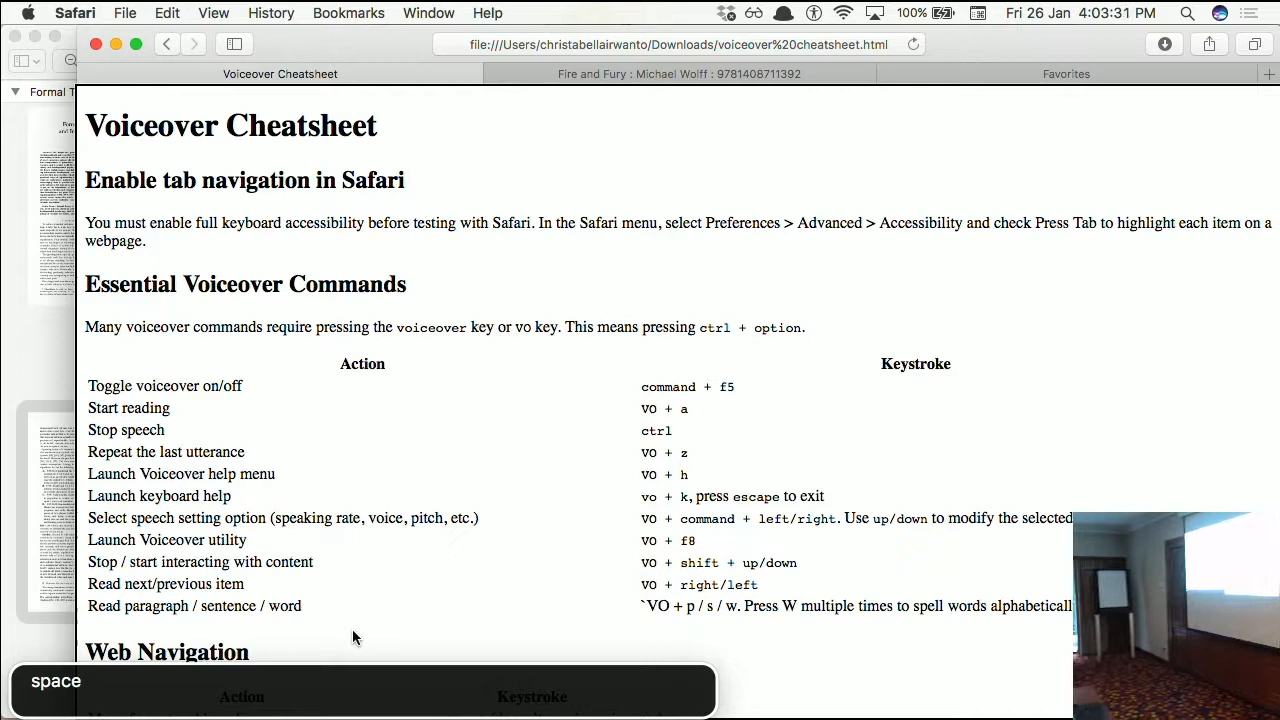 Safari File Edit View History Bookmarks Window Help 100% Fri 26 Jan 4:03:31 PM
file:///Users/christabellairwanto/Downloads/voiceover%20cheatsheet.html
Voiceover Cheatsheet Fire and Fury : Michael Wolff : 9781408711392 Favorites
Formal T
Voiceover Cheatsheet
Enable tab navigation in Safari
You must enable full keyboard accessibility before testing with Safari. In the Safari menu, select Preferences > Advanced > Accessibility and check Press Tab to highlight each item on a
webpage.
Essential Voiceover Commands
Many voiceover commands require pressing the voiceover key or vo key. This means pressing ctrl + option.
Action Keystroke
Toggle voiceover on/off command + f5
Start reading VO + a
Stop speech ctrl
Repeat the last utterance VO + z
Launch Voiceover help menu VO + h
Launch keyboard help vo + k, press escape to exit
Select speech setting option (speaking rate, voice, pitch, etc.) VO + command + left/right. Use up/down to modify the selected
Launch Voiceover utility VO + f8
Stop / start interacting with content VO + shift + up/down
Read next/previous item VO + right/left
Read paragraph / sentence / word `VO + p / s / w. Press W multiple times to spell words alphabeticall
Web Navigation
space
Action Keystroke